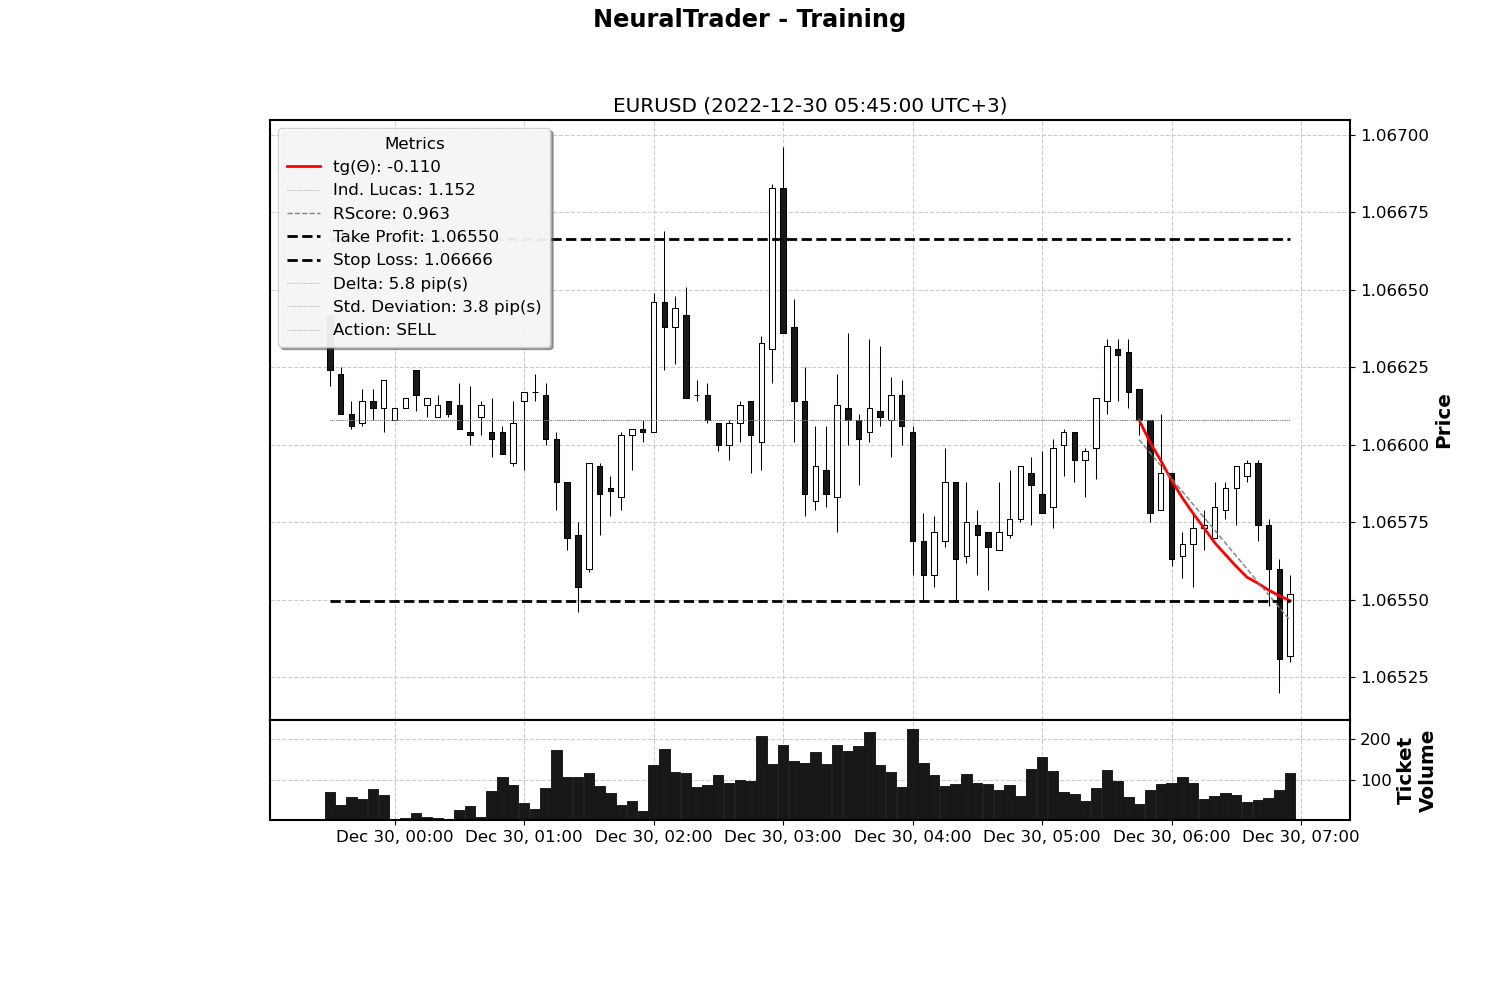 NeuralTrader - Training
EURUSD (2022-12-30 05:45:00 UTC+3)
Metrics
tg(Θ): -0.110
Ind. Lucas: 1.152
RScore: 0.963
Take Profit: 1.06550
Stop Loss: 1.06666
Delta: 5.8 pip(s)
Std. Deviation: 3.8 pip(s)
Action: SELL
1.06700
1.06675
1.06650
1.06625
1.06600
1.06575
1.06550
1.06525
Price
200
100
Ticket
Volume
Dec 30, 00:00 Dec 30, 01:00 Dec 30, 02:00 Dec 30, 03:00 Dec 30, 04:00 Dec 30, 05:00 Dec 30, 06:00 Dec 30, 07:00